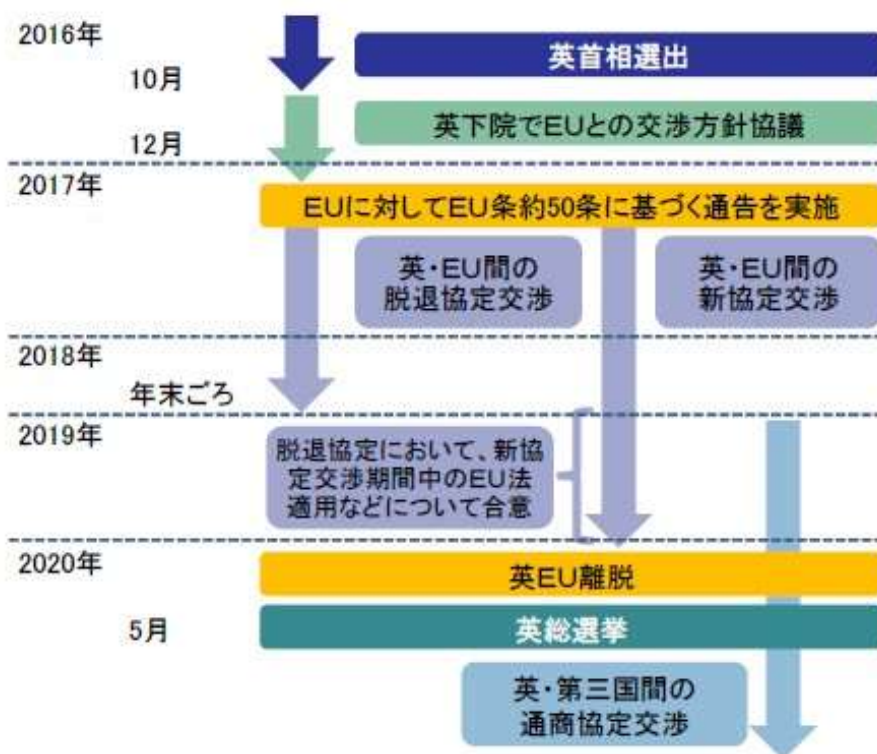 2016年
英首相選出
10月
英下院でEUとの交渉方針協議
12月
2017年
EUに対してEU条約50条に基づく通告を実施
英・EU間の
脱退協定交渉
英・EU間の
新協定交渉
2018年
年末ごろ
2019年
脱退協定において、新協
定交渉期間中のEU法
適用などについて合意
2020年
英EU離脱
5月
英総選挙
英・第三国間の
通商協定交渉